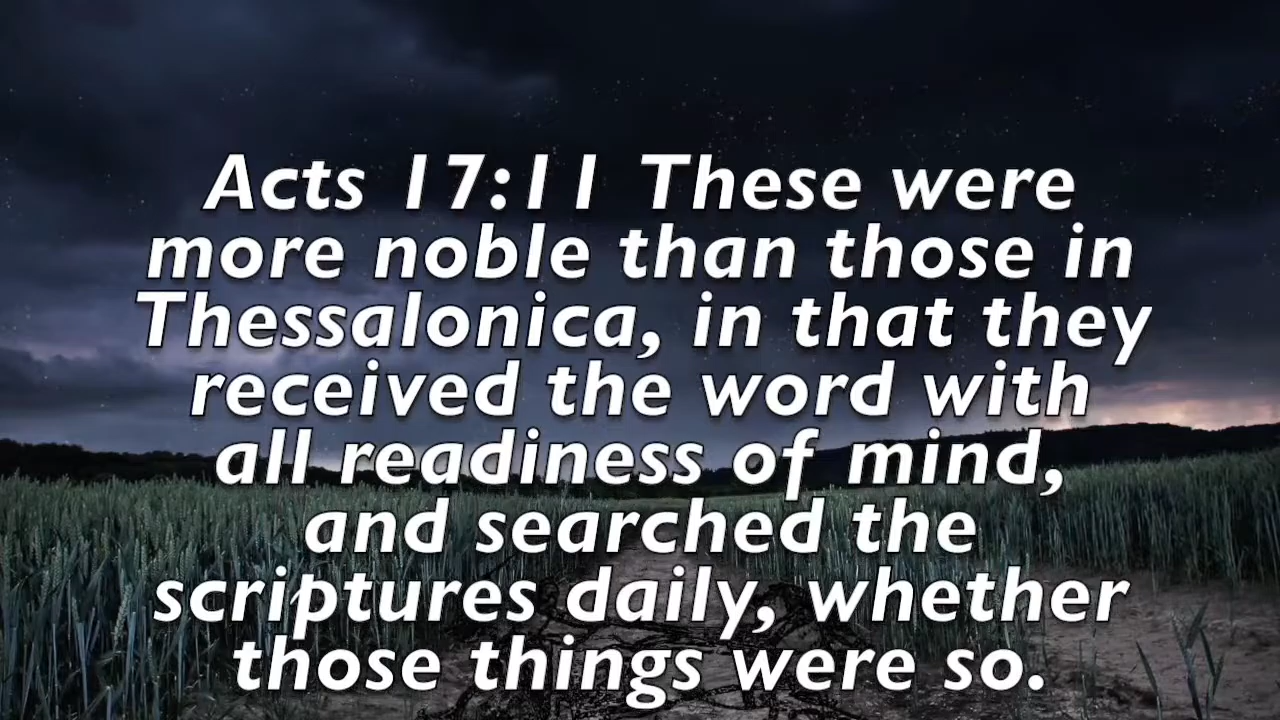 Acts 17:11 These were
more noble than those in
Thessalonica, in that they
received the word with
all readiness of mind,
and searched the
scriptures daily, whether
those things were so.